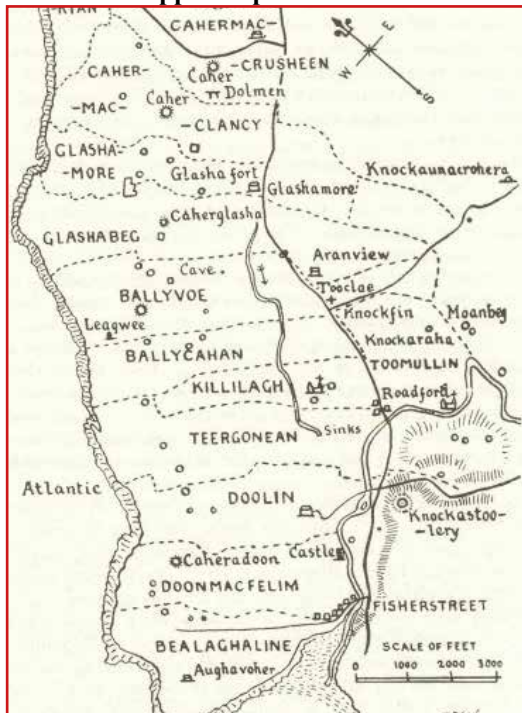 -RYAN
CAHERMAC-
-CRUSHEEN
E
W
S
CAHER-
Caher
Dolmen
-MAC-
Caher
-CLANCY
GLASHA
-MORE
Glasha fort
Glashamore
Knockaunacrohera
Caherglasha
GLASHABEG
Cave
Aranview
Tooclae
BALLYVOE
Knockfin
Moanbeg
Leagwee
Knockaraha
BALLYCAHAN
TOOMULLIN
KILLILAGH
Roadford
Sinks
TEERGONEAN
Atlantic
DOOLIN
Knockastoo-
-lery
Castle
Caheradoon
DOONMACFELIM
FISHERSTREET
BEALAGHALINE
SCALE OF FEET
Aughavoher
0 1000 2000 3000